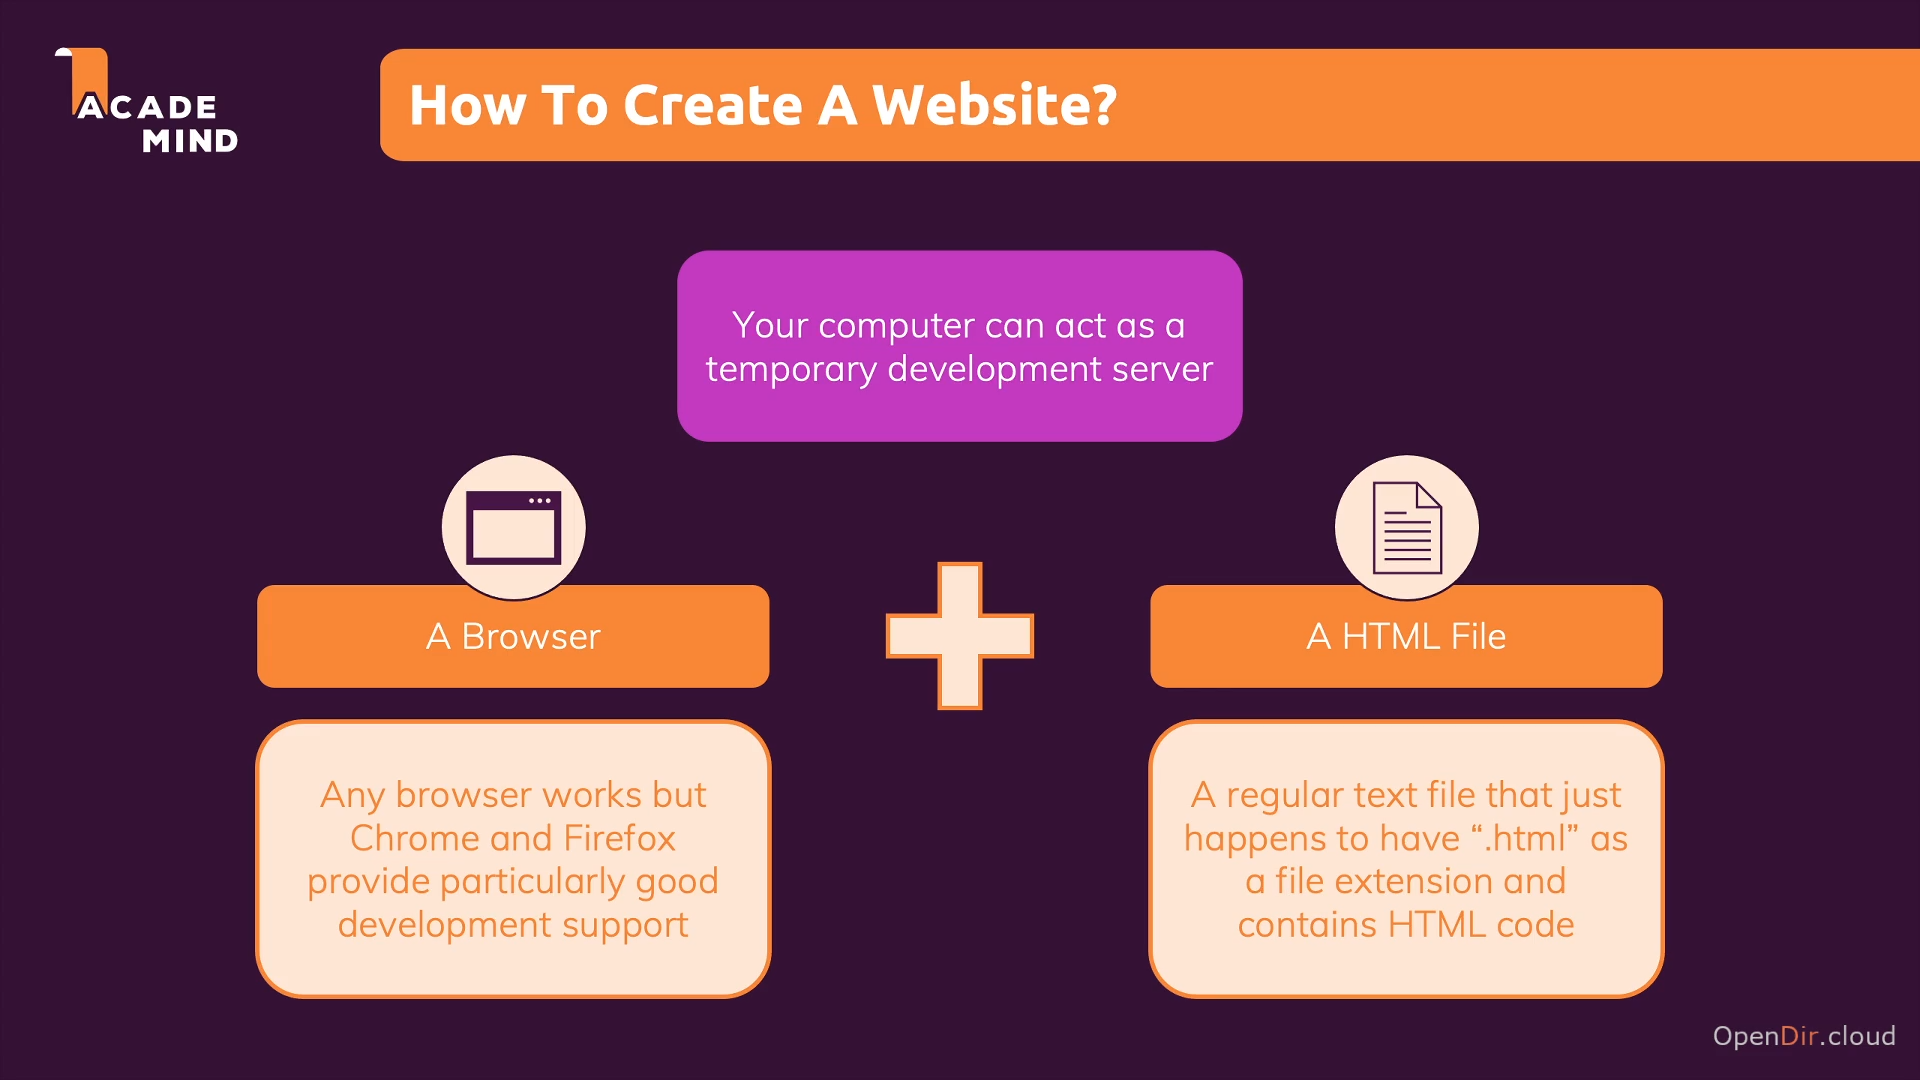 ACADE
MIND
How To Create A Website?
Your computer can act as a
temporary development server
A Browser
A HTML File
Any browser works but
Chrome and Firefox
provide particularly good
development support
A regular text file that just
happens to have “.html” as
a file extension and
contains HTML code
OpenDir.cloud